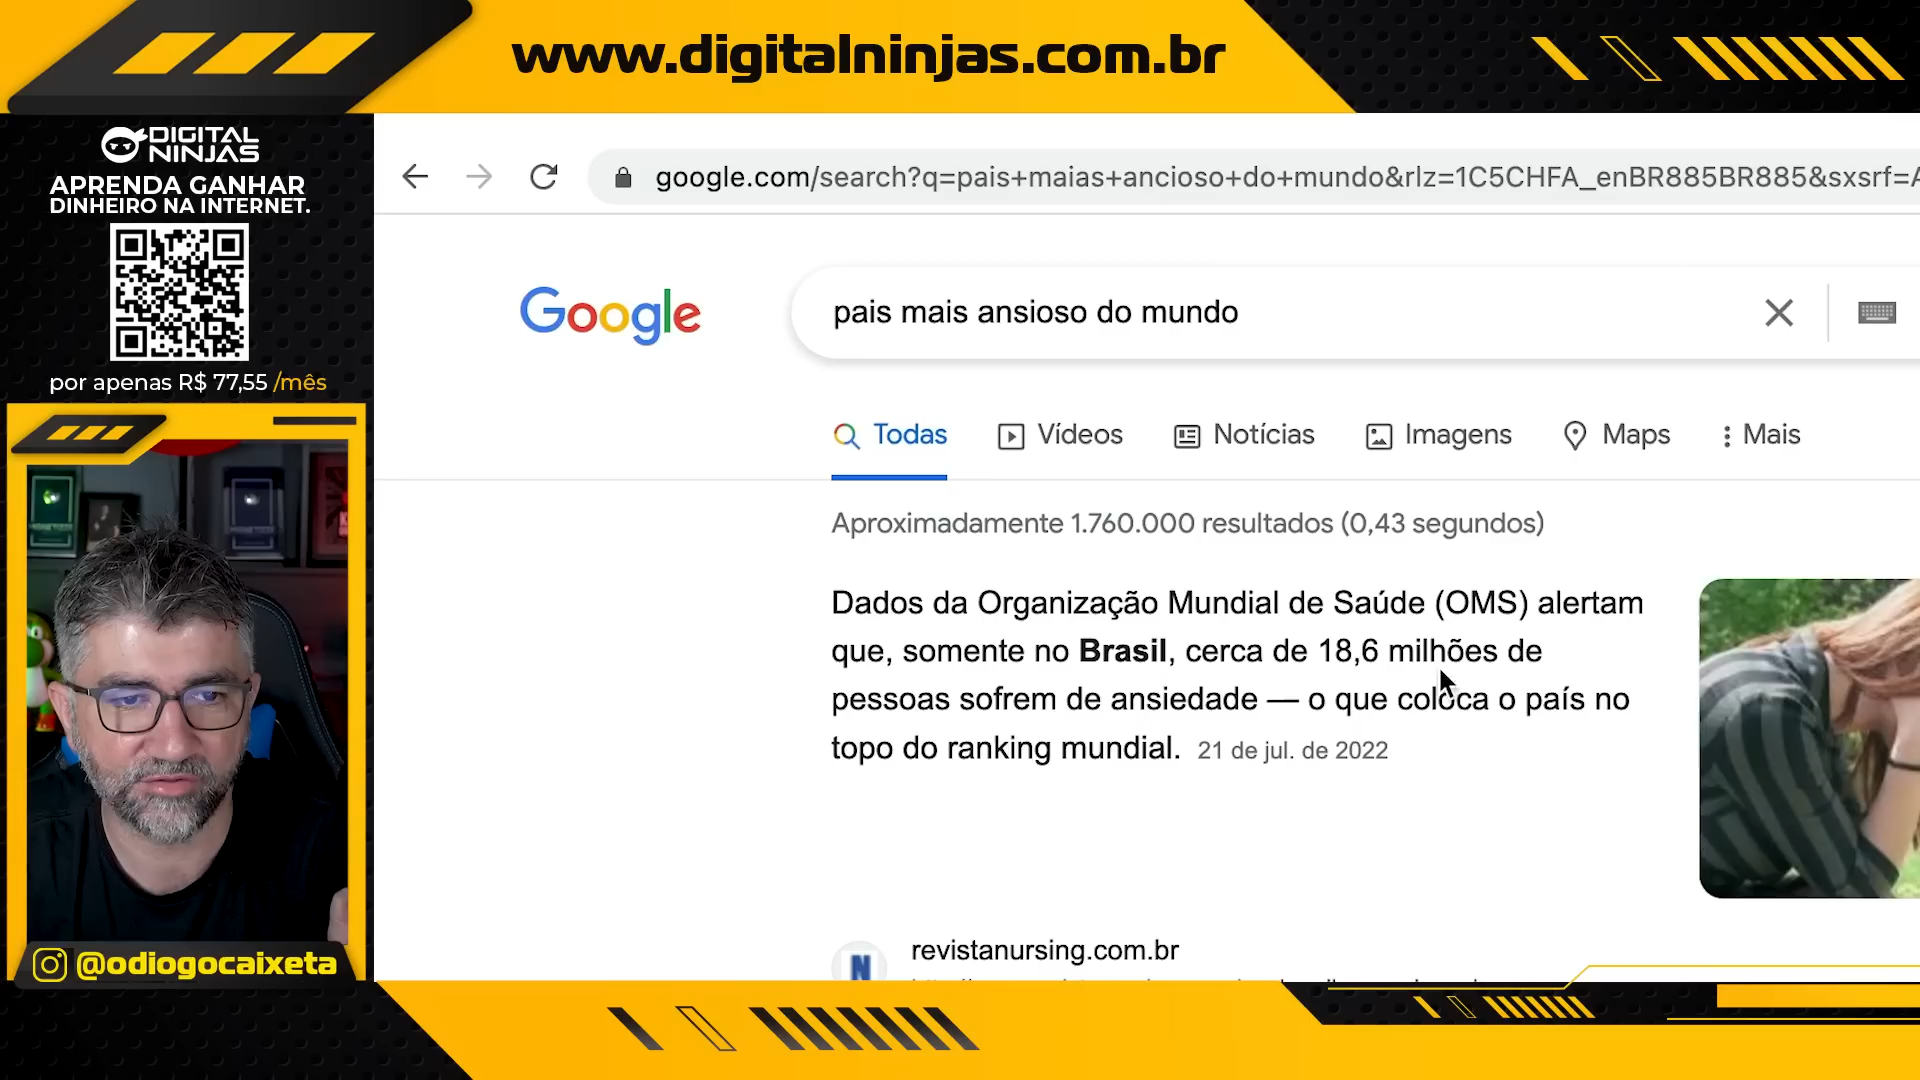 www.digitalninjas.com.br
DIGITAL
NINJAS
APRENDA GANHAR
DINHEIRO NA INTERNET.
por apenas R$ 77,55 /mês
google.com/search?q=pais+maias+ancioso+do+mundo&rlz=1C5CHFA_enBR885BR885&sxsrf=A
Google
pais mais ansioso do mundo
Todas
Vídeos
Notícias
Imagens
Maps
Mais
Aproximadamente 1.760.000 resultados (0,43 segundos)
Dados da Organização Mundial de Saúde (OMS) alertam
que, somente no Brasil, cerca de 18,6 milhões de
pessoas sofrem de ansiedade — o que coloca o país no
topo do ranking mundial. 21 de jul. de 2022
N
revistanursing.com.br
@odiogocaixeta